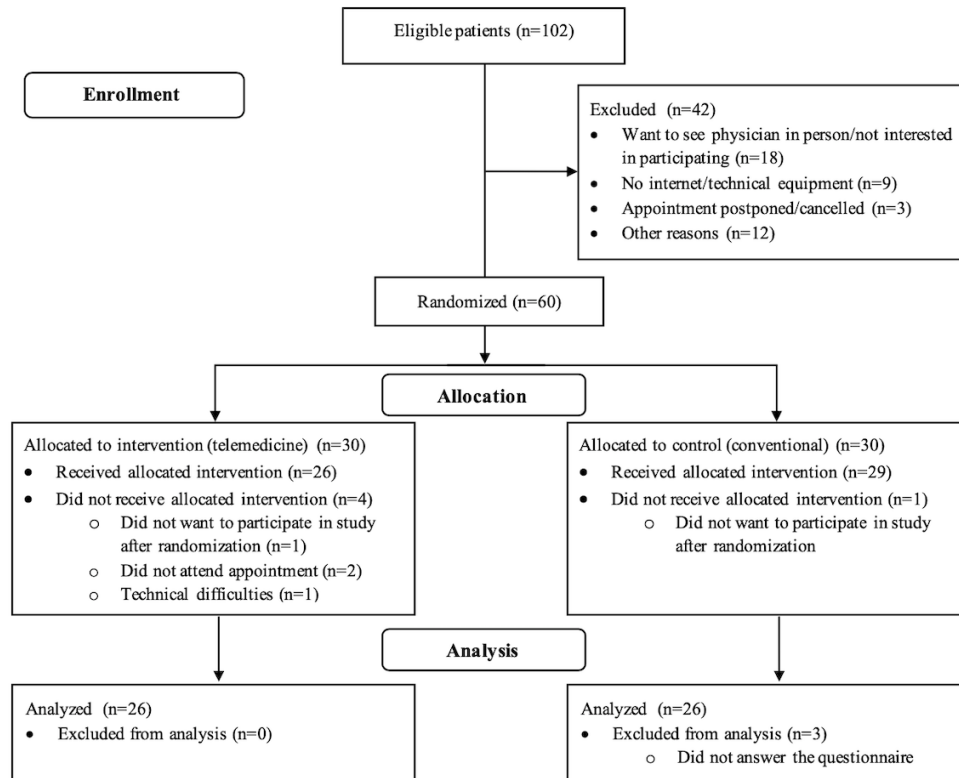 Eligible patients (n=102)
Enrollment
Excluded (n=42)
• Want to see physician in person/not interested
in participating (n=18)
• No internet/technical equipment (n=9)
• Appointment postponed/cancelled (n=3)
• Other reasons (n=12)
Randomized (n=60)
Allocation
Allocated to intervention (telemedicine) (n=30)
• Received allocated intervention (n=26)
• Did not receive allocated intervention (n=4)
o Did not want to participate in study
after randomization (n=1)
o Did not attend appointment (n=2)
o Technical difficulties (n=1)
Allocated to control (conventional) (n=30)
• Received allocated intervention (n=29)
• Did not receive allocated intervention (n=1)
o Did not want to participate in study
after randomization
Analysis
Analyzed (n=26)
• Excluded from analysis (n=0)
Analyzed (n=26)
• Excluded from analysis (n=3)
o Did not answer the questionnaire